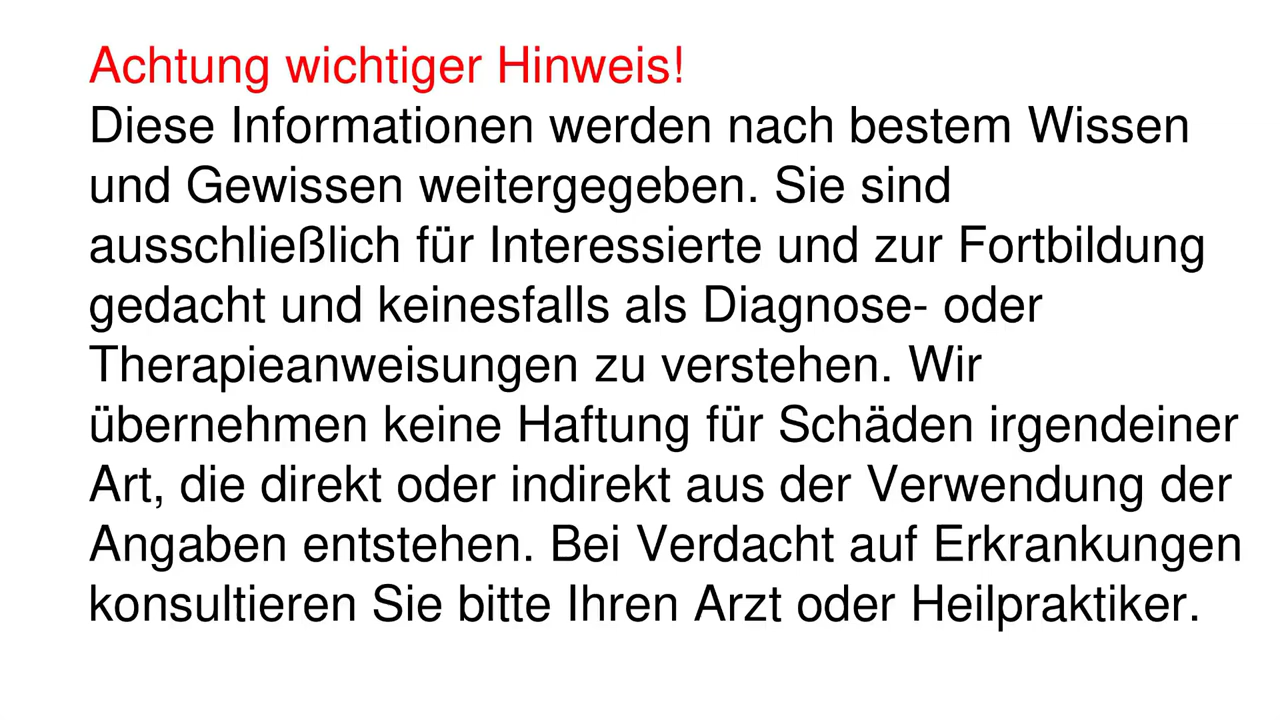 Achtung wichtiger Hinweis!
Diese Informationen werden nach bestem Wissen
und Gewissen weitergegeben. Sie sind
ausschließlich für Interessierte und zur Fortbildung
gedacht und keinesfalls als Diagnose- oder
Therapieanweisungen zu verstehen. Wir
übernehmen keine Haftung für Schäden irgendeiner
Art, die direkt oder indirekt aus der Verwendung der
Angaben entstehen. Bei Verdacht auf Erkrankungen
konsultieren Sie bitte Ihren Arzt oder Heilpraktiker.